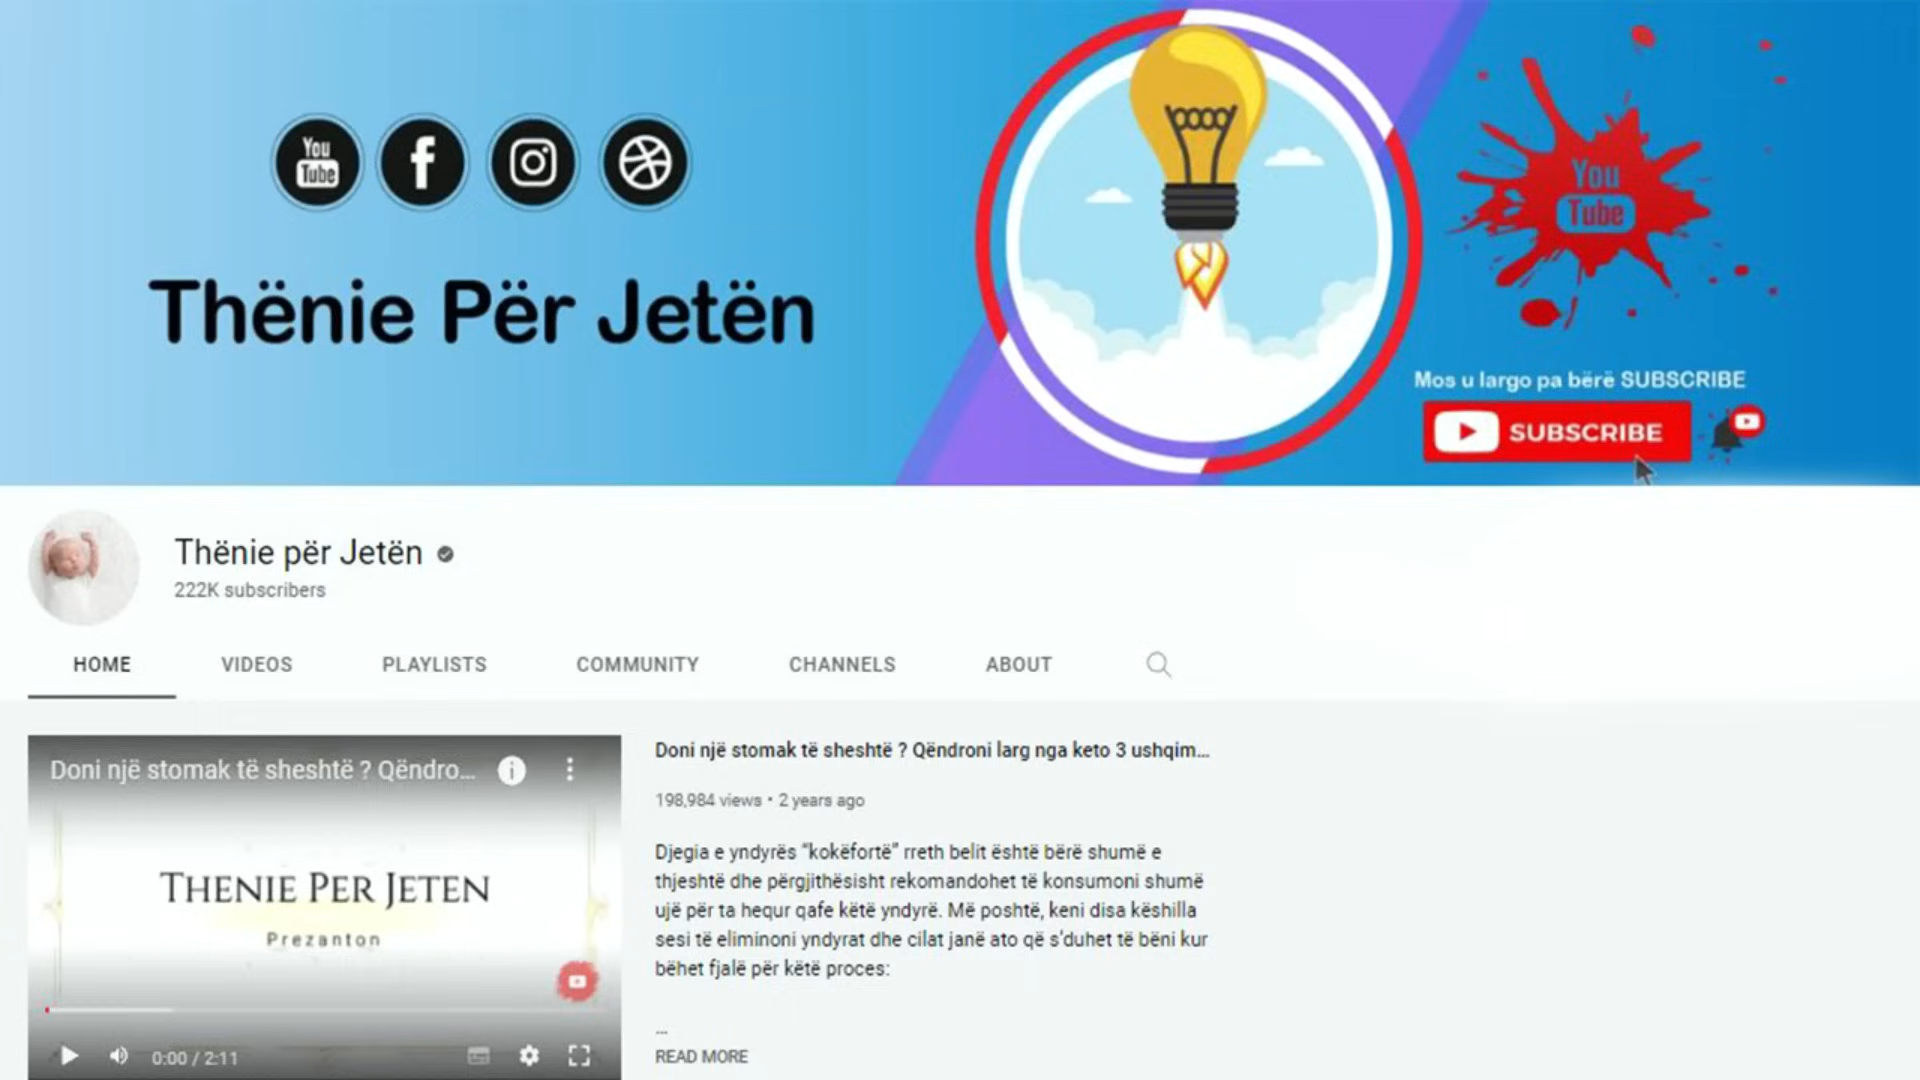 You
Tube
Thënie Për Jetën
You
Tube
Mos u largo pa bërë SUBSCRIBE
SUBSCRIBE
Thënie për Jetën
222K subscribers
HOME VIDEOS PLAYLISTS COMMUNITY CHANNELS ABOUT
Doni një stomak të sheshtë ? Qëndro...
THENIE PER JETEN
Prezanton
0:00 / 2:11
Doni një stomak të sheshtë ? Qëndroni larg nga keto 3 ushqim...
198,984 views • 2 years ago
Djegia e yndyrës “kokëfortë” rreth belit është bërë shumë e
thjeshtë dhe përgjithësisht rekomandohet të konsumoni shumë
ujë për ta hequr qafe këtë yndyrë. Më poshtë, keni disa këshilla
sesi të eliminoni yndyrat dhe cilat janë ato që s'duhet të bëni kur
bëhet fjalë për këtë proces:
...
READ MORE